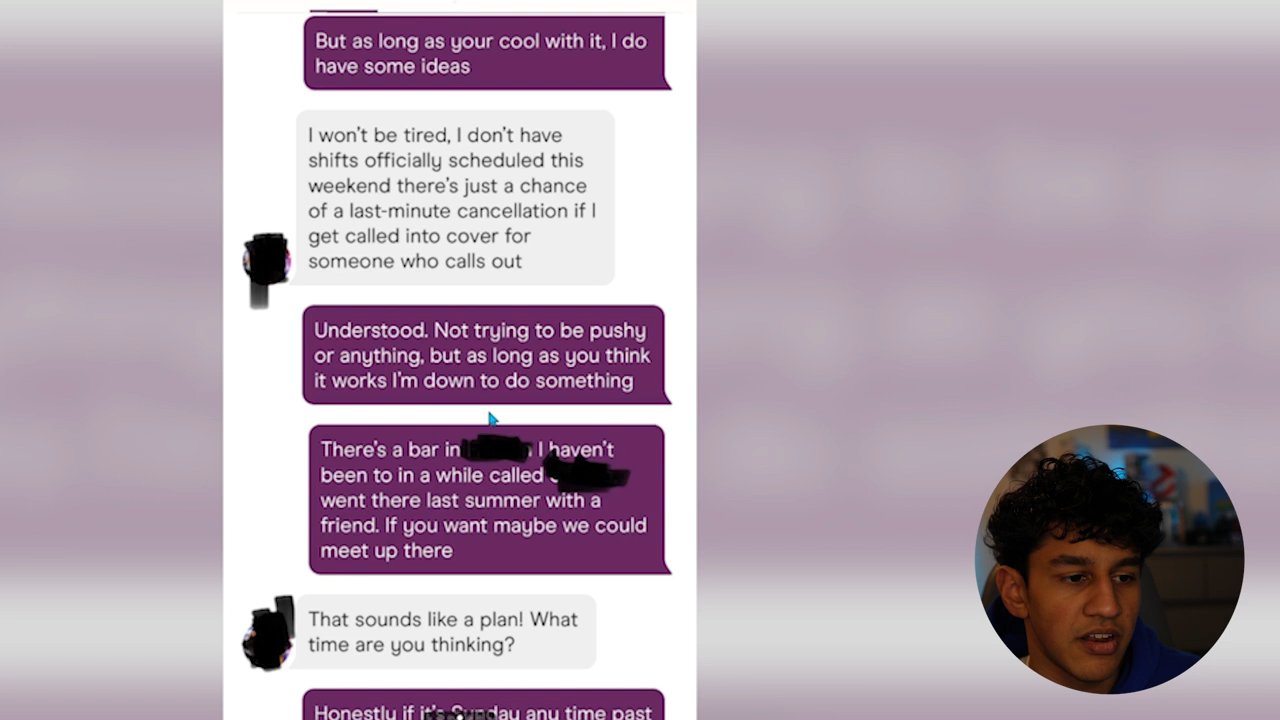 But as long as your cool with it, I do
have some ideas
I won't be tired, I don't have
shifts officially scheduled this
weekend there's just a chance
of a last-minute cancellation if I
get called into cover for
someone who calls out
Understood. Not trying to be pushy
or anything, but as long as you think
it works I'm down to do something
There's a bar in I haven't
been to in a while called
went there last summer with a
friend. If you want maybe we could
meet up there
That sounds like a plan! What
time are you thinking?
Honestly if it's Sunday any time past